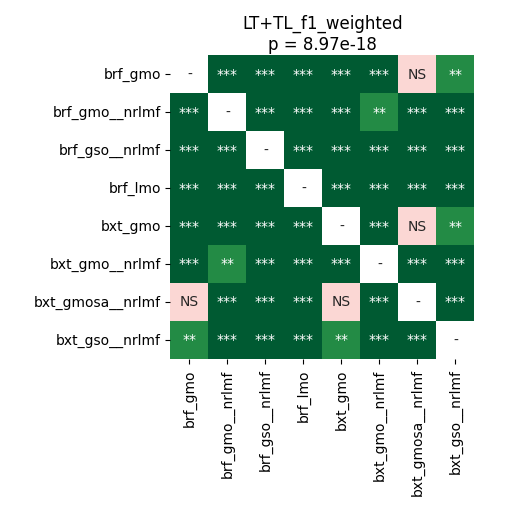 LT+TL_f1_weighted
p = 8.97e-18
brf_gmo - *** *** *** *** *** NS **
brf_gmo__nrlmf *** - *** *** *** ** *** ***
brf_gso__nrlmf *** *** - *** *** *** *** ***
brf_lmo *** *** *** - *** *** *** ***
bxt_gmo *** *** *** *** - *** NS **
bxt_gmo__nrlmf *** ** *** *** *** - *** ***
bxt_gmosa__nrlmf NS *** *** *** NS *** - ***
bxt_gso__nrlmf ** *** *** *** ** *** *** -
brf_gmo
brf_gmo__nrlmf
brf_gso__nrlmf
brf_lmo
bxt_gmo
bxt_gmo__nrlmf
bxt_gmosa__nrlmf
bxt_gso__nrlmf